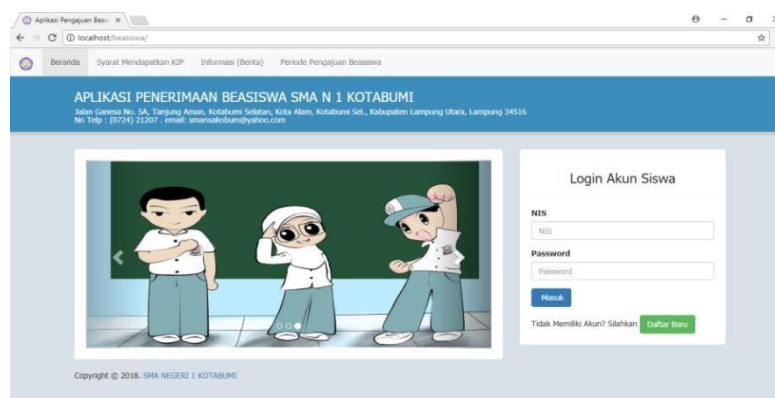 Aplikasi Pengajuan Beas
localhost/beasiswa/
Beranda Syarat Mendapatkan KIP Informasi (Berita) Periode Pengajuan Beasiswa
APLIKASI PENERIMAAN BEASISWA SMA N 1 KOTABUMI
Jalan Ganesa No. 5A, Tanjung Aman, Kotabumi Selatan, Kota Alam, Kotabumi Sel., Kabupaten Lampung Utara, Lampung 34516
No Telp : (0724) 21207 . email: smansakobum@yahoo.com
Login Akun Siswa
NIS
NIS
Password
Password
Masuk
Tidak Memiliki Akun? Silahkan Daftar Baru
Copyright © 2018. SMA NEGERI 1 KOTABUMI